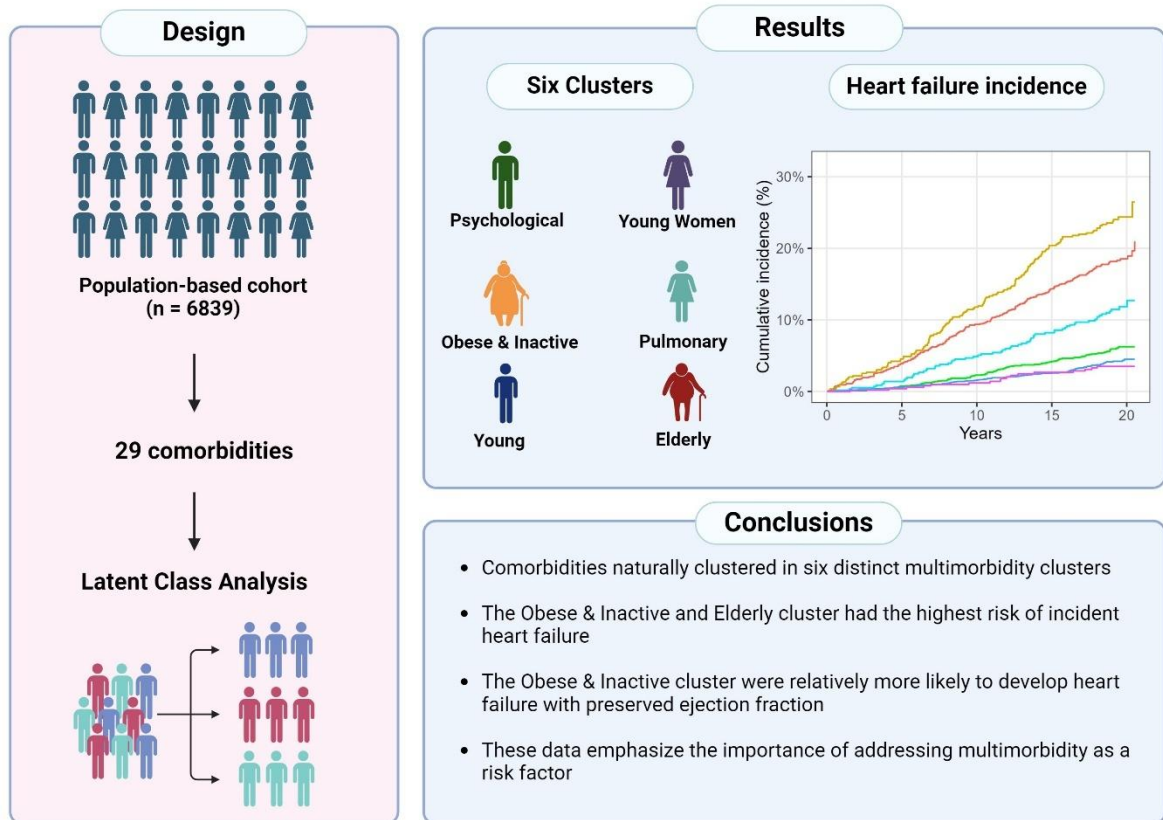 Design
Population-based cohort
(n = 6839)
29 comorbidities
Latent Class Analysis
Results
Six Clusters
Psychological
Young Women
Obese & Inactive
Pulmonary
Young
Elderly
Heart failure incidence
Cumulative incidence (%)
30%
20%
10%
0%
0 5 10 15 20
Years
Conclusions
• Comorbidities naturally clustered in six distinct multimorbidity clusters
• The Obese & Inactive and Elderly cluster had the highest risk of incident
heart failure
• The Obese & Inactive cluster were relatively more likely to develop heart
failure with preserved ejection fraction
• These data emphasize the importance of addressing multimorbidity as a
risk factor